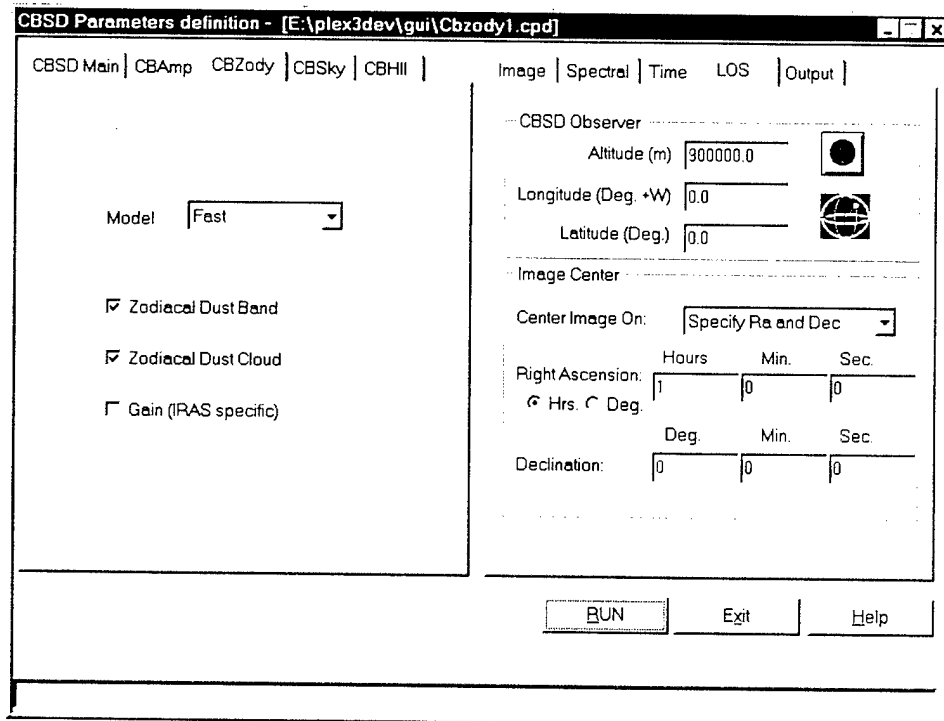 CBSD Parameters definition - [E:\plex3dev\gui\Cbzody1.cpd]
CBSD Main CBAmp CBZody CBSky CBHII
Model Fast
Zodiacal Dust Band
Zodiacal Dust Cloud
Gain (IRAS specific)
Image Spectral Time LOS Output
CBSD Observer
Altitude (m) 900000.0
Longitude (Deg. +W) 0.0
Latitude (Deg.) 0.0
Image Center
Center Image On: Specify Ra and Dec
Hours Min. Sec.
Right Ascension: 1 0 0
Hrs. Deg.
Deg. Min. Sec.
Declination: 0 0 0
RUN Exit Help